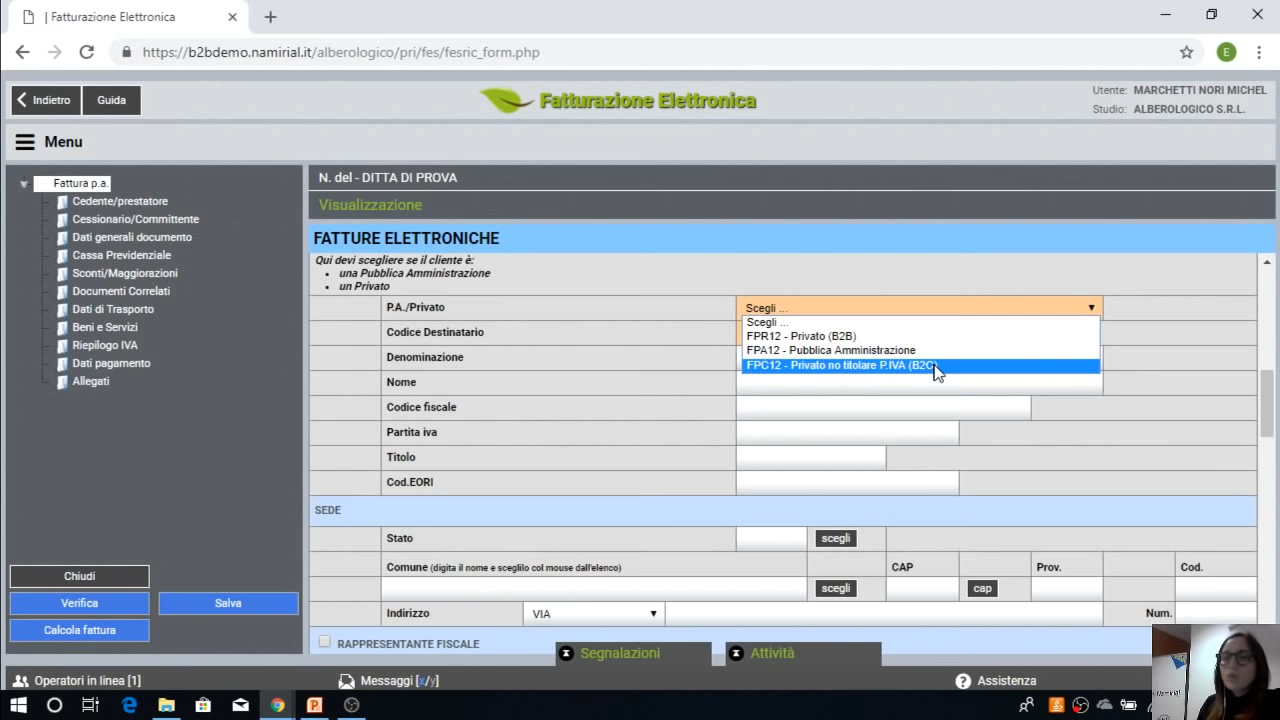 | Fatturazione Elettronica
https://b2bdemo.namirial.it/alberologico/pri/fes/fesric_form.php
E
Indietro
Guida
Fatturazione Elettronica
Utente: MARCHETTI NORI MICHEL
Studio: ALBEROLOGICO S.R.L.
Menu
Fattura p.a.
Cedente/prestatore
Cessionario/Committente
Dati generali documento
Cassa Previdenziale
Sconti/Maggiorazioni
Documenti Correlati
Dati di Trasporto
Beni e Servizi
Riepilogo IVA
Dati pagamento
Allegati
Chiudi
Verifica
Salva
Calcola fattura
N. del - DITTA DI PROVA
Visualizzazione
FATTURE ELETTRONICHE
Qui devi scegliere se il cliente è:
• una Pubblica Amministrazione
• un Privato
P.A./Privato
Scegli ...
Scegli ...
FPR12 - Privato (B2B)
FPA12 - Pubblica Amministrazione
FPC12 - Privato no titolare P.IVA (B2C)
Codice Destinatario
Denominazione
Nome
Codice fiscale
Partita iva
Titolo
Cod.EORI
SEDE
Stato
scegli
Comune (digita il nome e sceglilo col mouse dall'elenco)
CAP
Prov.
Cod.
scegli
cap
Indirizzo
VIA
Num.
RAPPRESENTANTE FISCALE
Segnalazioni
Attività
Operatori in linea [1]
Messaggi [x/y]
Assistenza